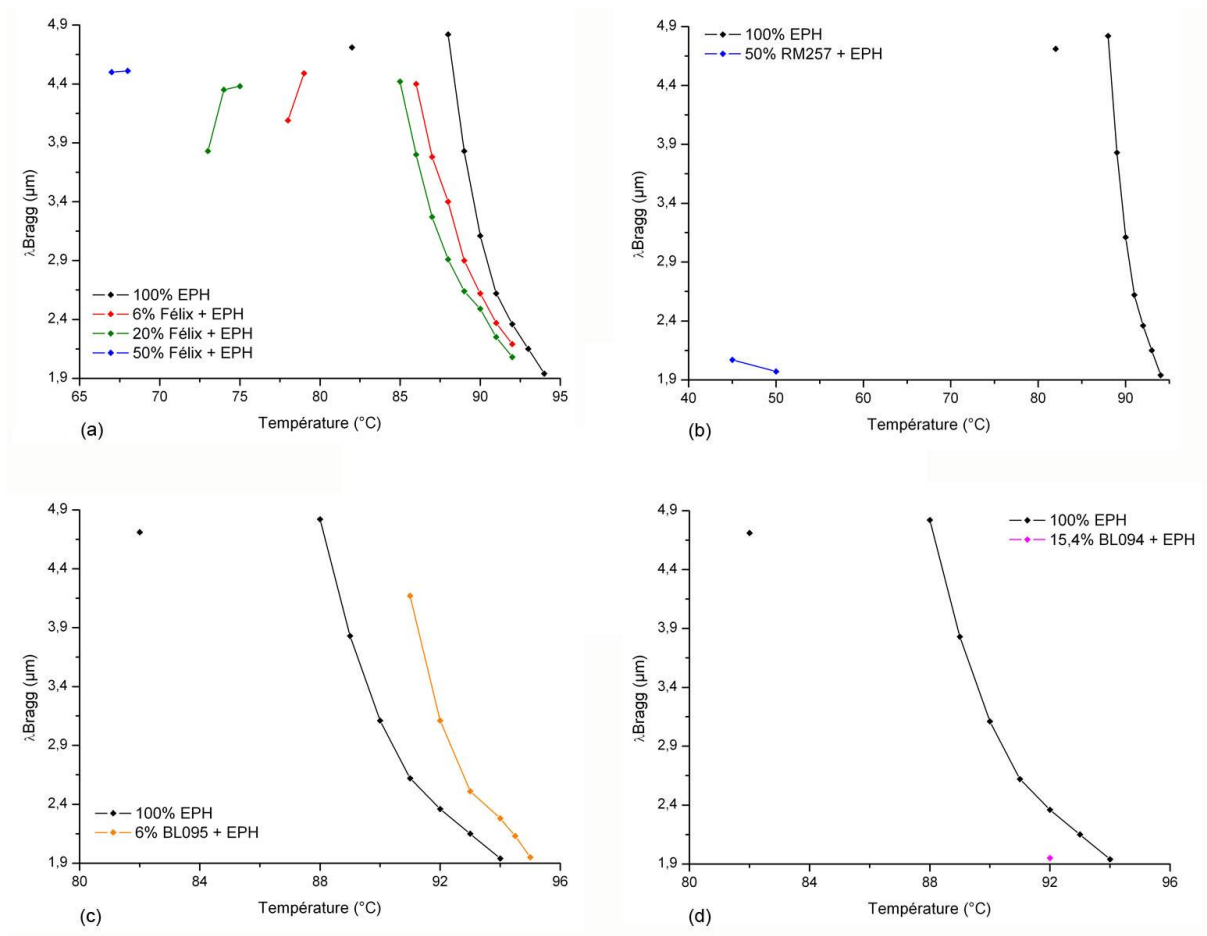 4,9
4,4
3,9
3,4
2,9
2,4
1,9
λBragg (µm)
100% EPH
6% Félix + EPH
20% Félix + EPH
50% Félix + EPH
65 70 75 80 85 90 95
Température (°C)
(a)
4,9
4,4
3,9
3,4
2,9
2,4
1,9
λBragg (µm)
100% EPH
50% RM257 + EPH
40 50 60 70 80 90
Température (°C)
(b)
4,9
4,4
3,9
3,4
2,9
2,4
1,9
λBragg (µm)
100% EPH
6% BL095 + EPH
80 84 88 92 96
Température (°C)
(c)
4,9
4,4
3,9
3,4
2,9
2,4
1,9
λBragg (µm)
100% EPH
15,4% BL094 + EPH
80 84 88 92 96
Température (°C)
(d)